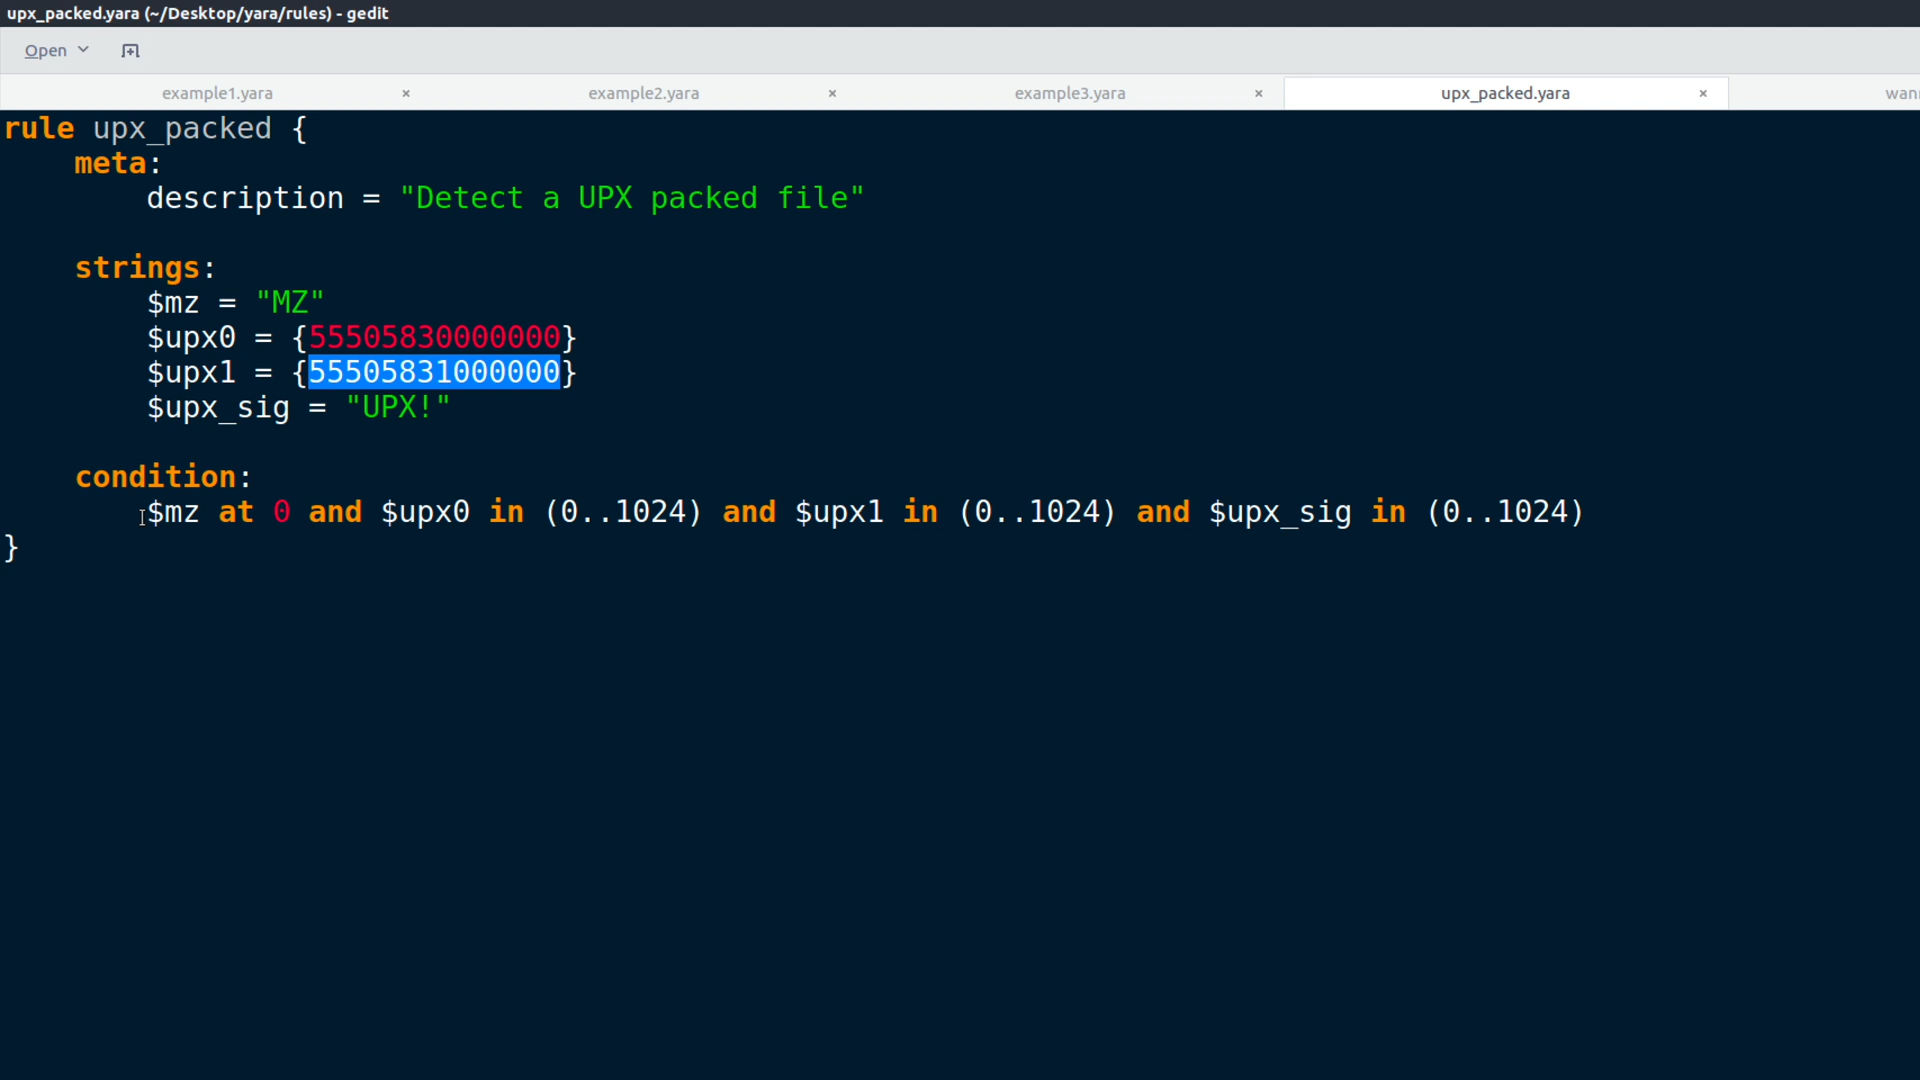 upx_packed.yara (~/Desktop/yara/rules) - gedit
Open
example1.yara × example2.yara × example3.yara × upx_packed.yara × wan
rule upx_packed {
meta:
description = "Detect a UPX packed file"
strings:
$mz = "MZ"
$upx0 = {55505830000000}
$upx1 = {55505831000000}
$upx_sig = "UPX!"
condition:
$mz at 0 and $upx0 in (0..1024) and $upx1 in (0..1024) and $upx_sig in (0..1024)
}